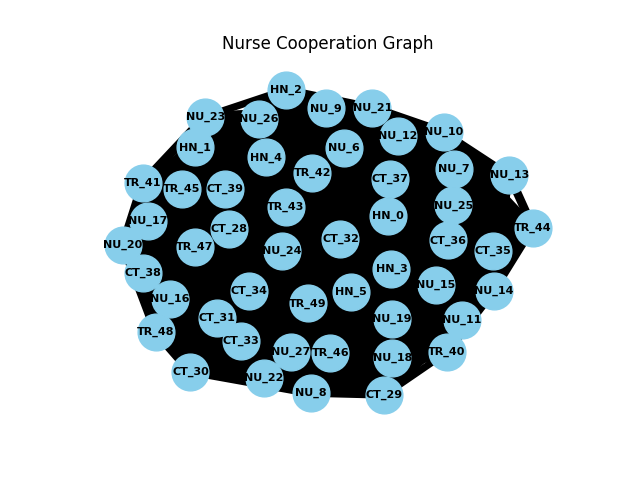 Nurse Cooperation Graph
HN_2
NU_9
NU_21
NU_23
NU_26
NU_12
NU_10
HN_1
HN_4
NU_6
TR_42
CT_37
NU_7
NU_13
TR_41
TR_45
CT_39
TR_43
HN_0
NU_25
NU_17
CT_28
TR_44
NU_20
TR_47
NU_24
CT_32
CT_36
CT_35
CT_38
HN_3
NU_16
CT_34
TR_49
HN_5
NU_15
NU_14
TR_48
CT_31
CT_33
NU_19
NU_11
NU_27
TR_46
NU_18
TR_40
CT_30
NU_22
NU_8
CT_29